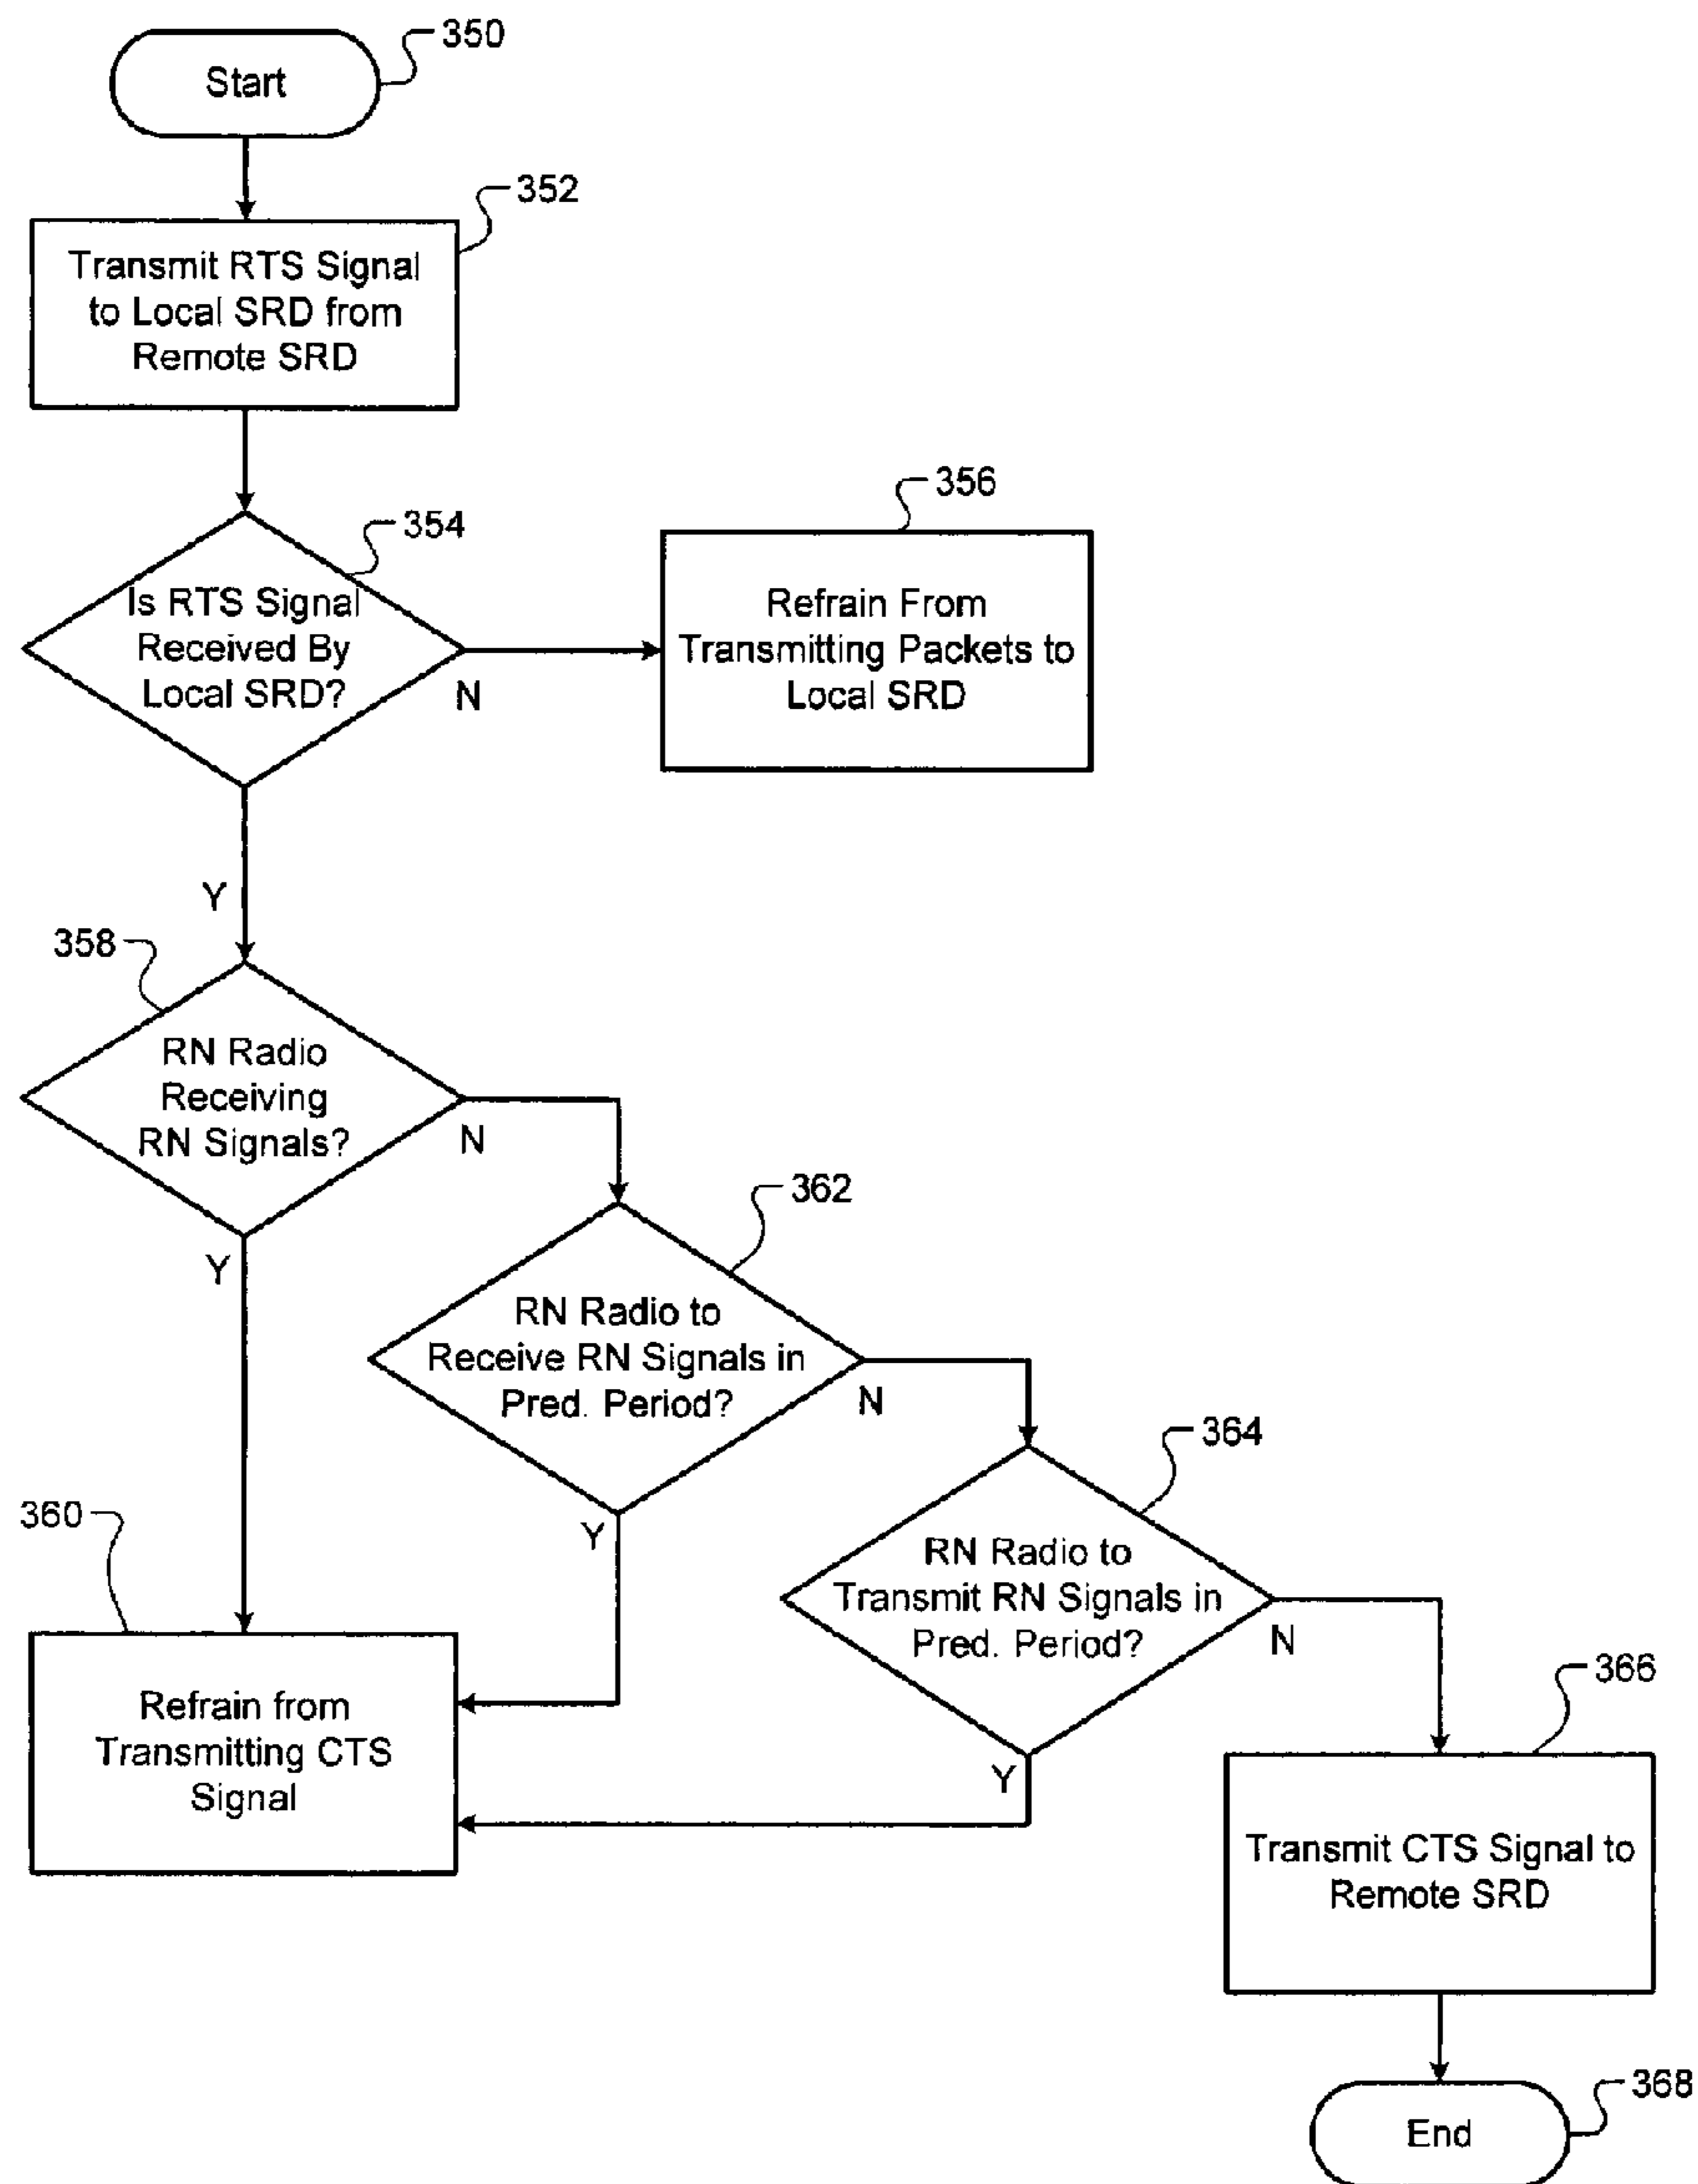 350
Start
352
Transmit RTS Signal
to Local SRD from
Remote SRD
356
354
Is RTS Signal
Received By
Local SRD?
N
Refrain From
Transmitting Packets to
Local SRD
Y
358
RN Radio
Receiving
RN Signals?
N
Y
362
RN Radio to
Receive RN Signals in
Pred. Period?
N
Y
364
RN Radio to
Transmit RN Signals in
Pred. Period?
N
Y
360
Refrain from
Transmitting CTS
Signal
366
Transmit CTS Signal to
Remote SRD
368
End